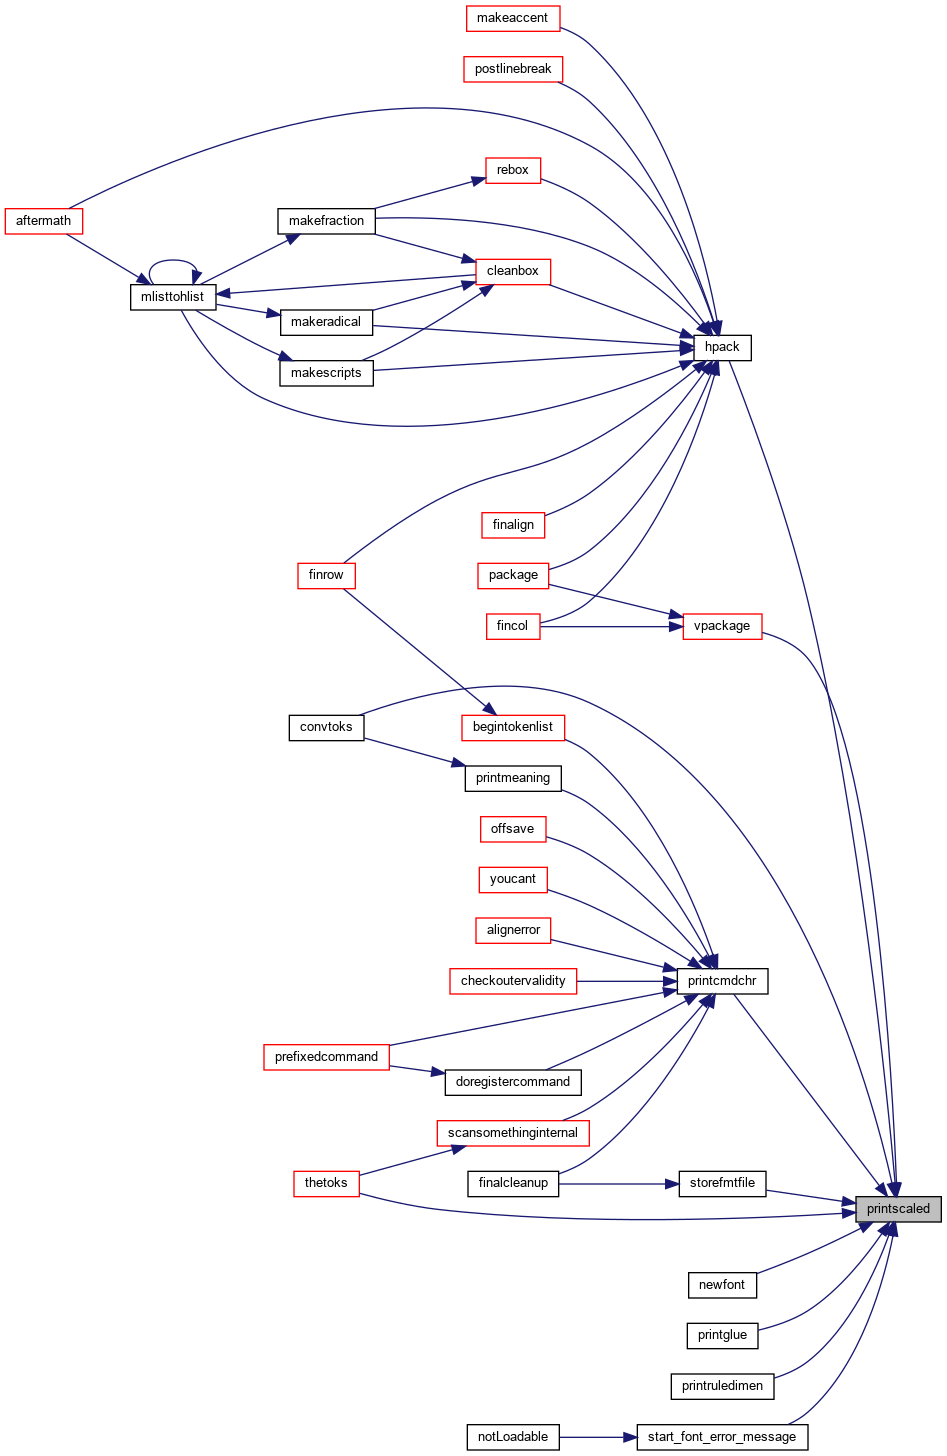 makeaccent
postlinebreak
rebox
aftermath
makefraction
cleanbox
mlisttohlist
makeradical
hpack
makescripts
finalign
finrow
package
fincol
vpackage
convtoks
begintokenlist
printmeaning
offsave
youcant
alignerror
checkoutervalidity
printcmdchr
prefixedcommand
doregistercommand
scansomethinginternal
thetoks
finalcleanup
storefmtfile
printscaled
newfont
printglue
printruledimen
notLoadable
start_font_error_message